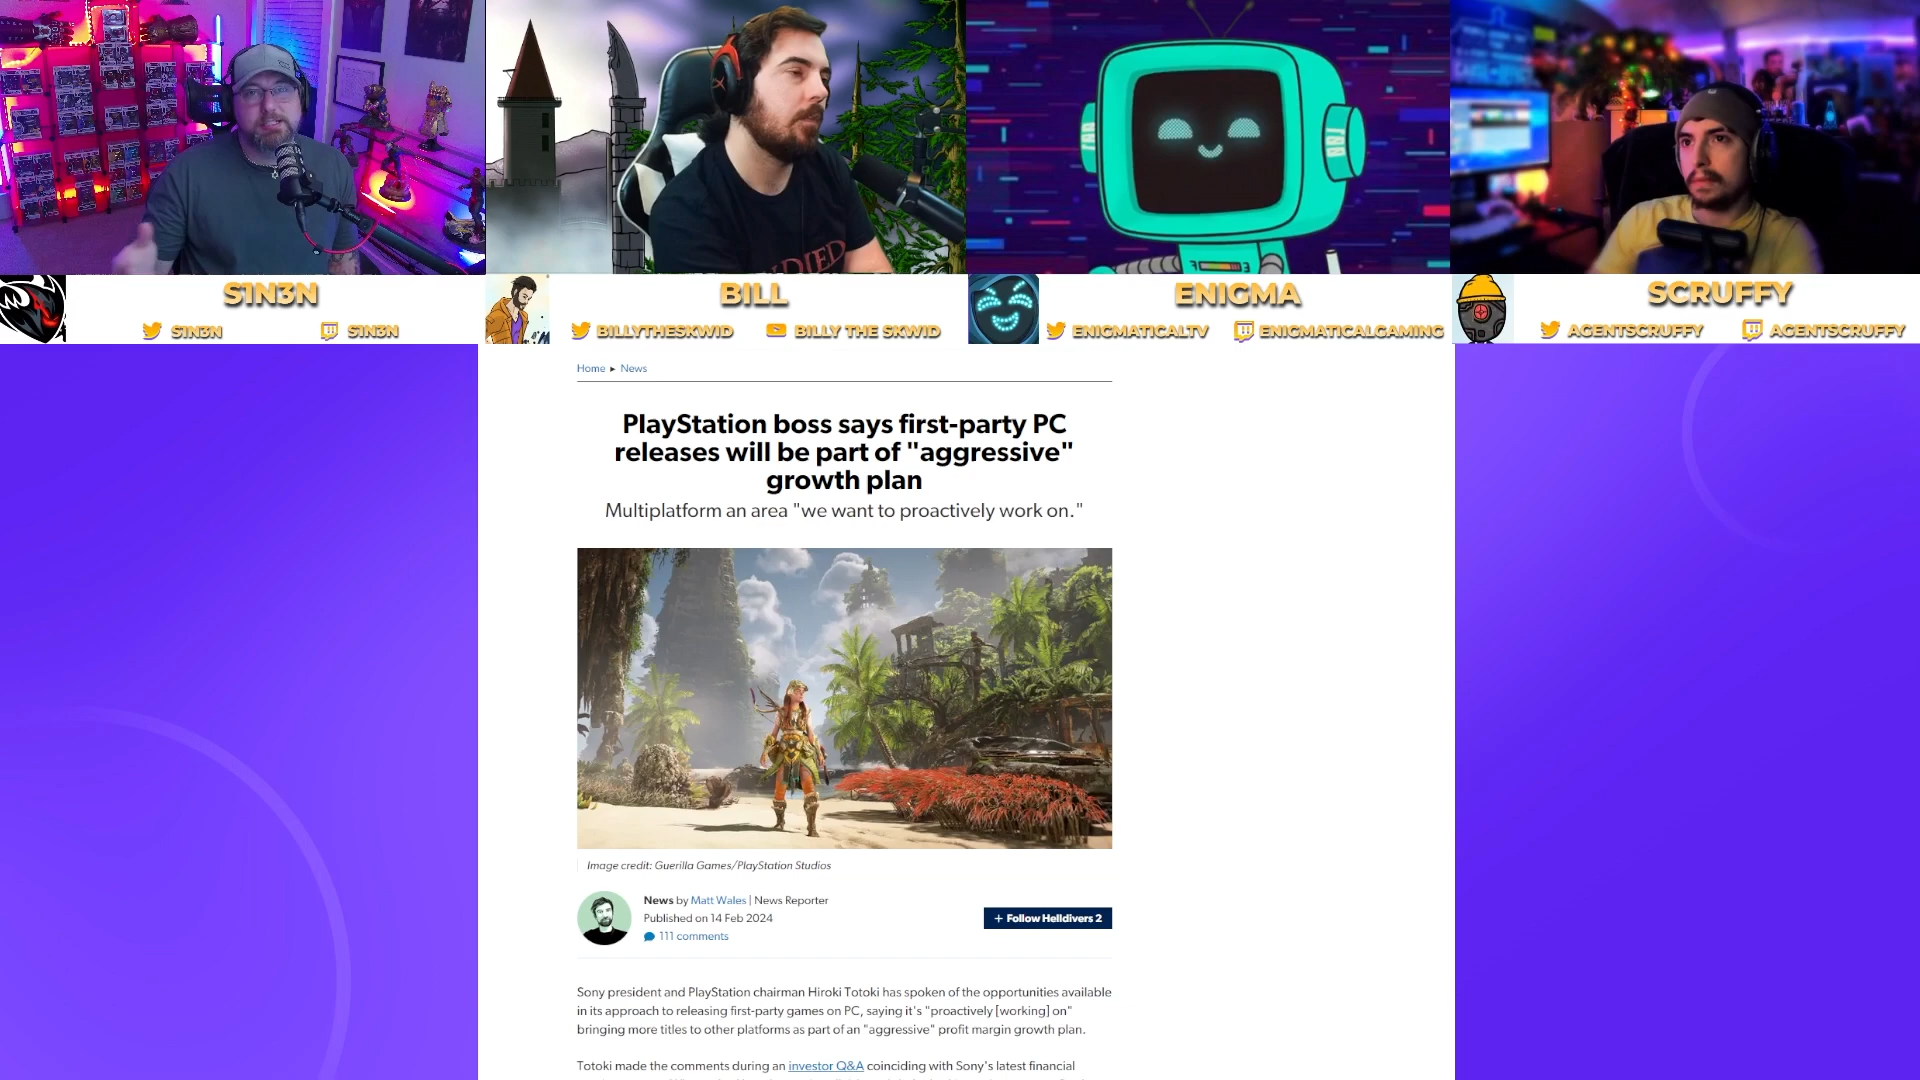 S1N3N
S1N3N
S1N3N
BILL
BILLYTHESKWID
BILLY THE SKWID
ENIGMA
ENIGMATICALTV
ENIGMATICALGAMING
SCRUFFY
AGENTSCRUFFY
AGENTSCRUFFY
Home ▸ News
PlayStation boss says first-party PC
releases will be part of "aggressive"
growth plan
Multiplatform an area "we want to proactively work on."
Image credit: Guerilla Games/PlayStation Studios
News by Matt Wales | News Reporter
Published on 14 Feb 2024
111 comments
+ Follow Helldivers 2
Sony president and PlayStation chairman Hiroki Totoki has spoken of the opportunities available
in its approach to releasing first-party games on PC, saying it's "proactively [working] on"
bringing more titles to other platforms as part of an "aggressive" profit margin growth plan.
Totoki made the comments during an investor Q&A coinciding with Sony's latest financial